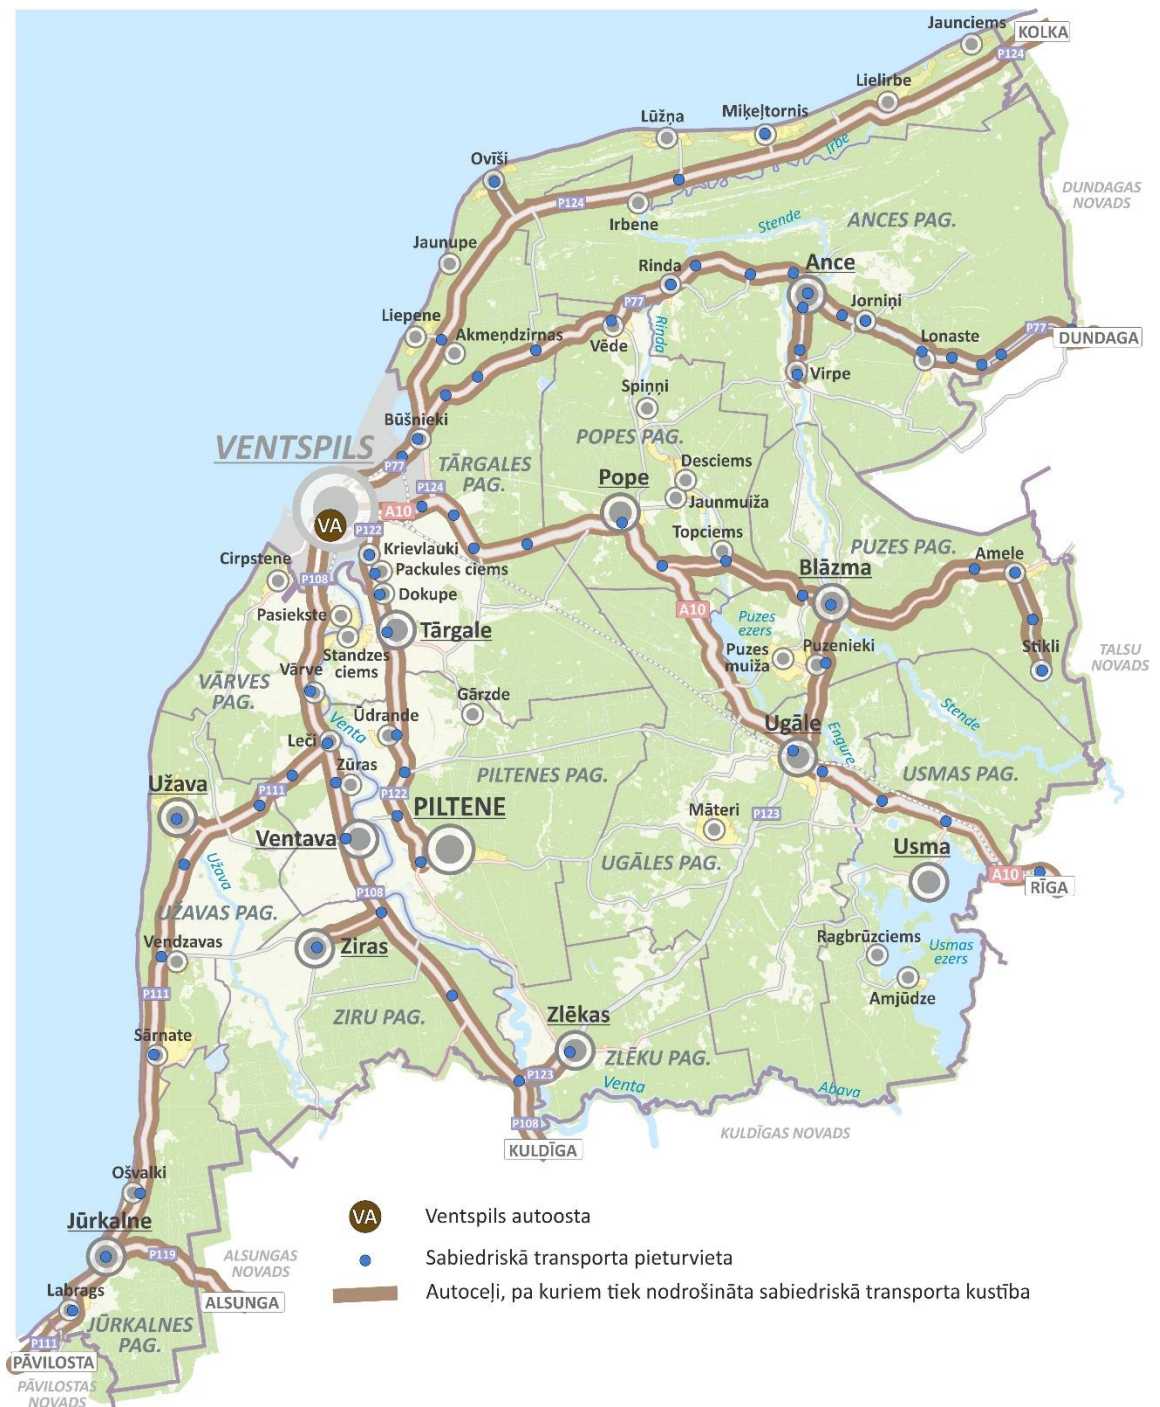 Jaunciems
KOLKA
P124
Lielirbe
Miķeļtornis
Lūžņa
Irbe
Ovīši
P124
Irbene
DUNDAGAS
NOVADS
ANCES PAG.
Stende
Jaunupe
Rinda
Ance
P77
Liepene
Akmeņdzirnas
Vēde
Rinda
Jorniņi
Lonaste
P77
DUNDAGA
Virpe
Spiņņi
Būšnieki
VENTSPILS
P77
TĀRGALES
PAG.
POPES PAG.
Desciems
Pope
Jaunmuiža
P124
A10
VA
P122
Topciems
PUZES PAG.
Krievlauki
Packules ciems
Cirpstene
P108
Dokupe
Blāzma
Amele
Pasiekste
A10
Tārgale
Puzes
ezers
Standzes
ciems
Puzes
muiža
Puzenieki
Stikli
TALSU
NOVADS
Vārve
VĀRVES
PAG.
Gārzde
Venta
Ūdrande
Leči
Ugāle
Engure
Stende
Zūras
PILTENES PAG.
USMAS PAG.
Užava
P111
P122
PILTENE
Māteri
P123
Ventava
Usma
UGĀLES PAG.
Užava
A10
RĪGA
P108
UŽAVAS PAG.
Vendzavas
Ziras
Ragbrūzciems
Usmas
ezers
P111
Amjūdze
ZIRU PAG.
Zlēkas
Sārnate
ZLĒKU PAG.
P123
Venta
Abava
P108
KULDĪGAS NOVADS
KULDĪGA
Ošvalki
Jūrkalne
P119
ALSUNGAS
NOVADS
Labrags
ALSUNGA
JŪRKALNES
PAG.
P111
PĀVILOSTA
PĀVILOSTAS
NOVADS
VA Ventspils autoosta
Sabiedriskā transporta pieturvieta
Autoceļi, pa kuriem tiek nodrošināta sabiedriskā transporta kustība